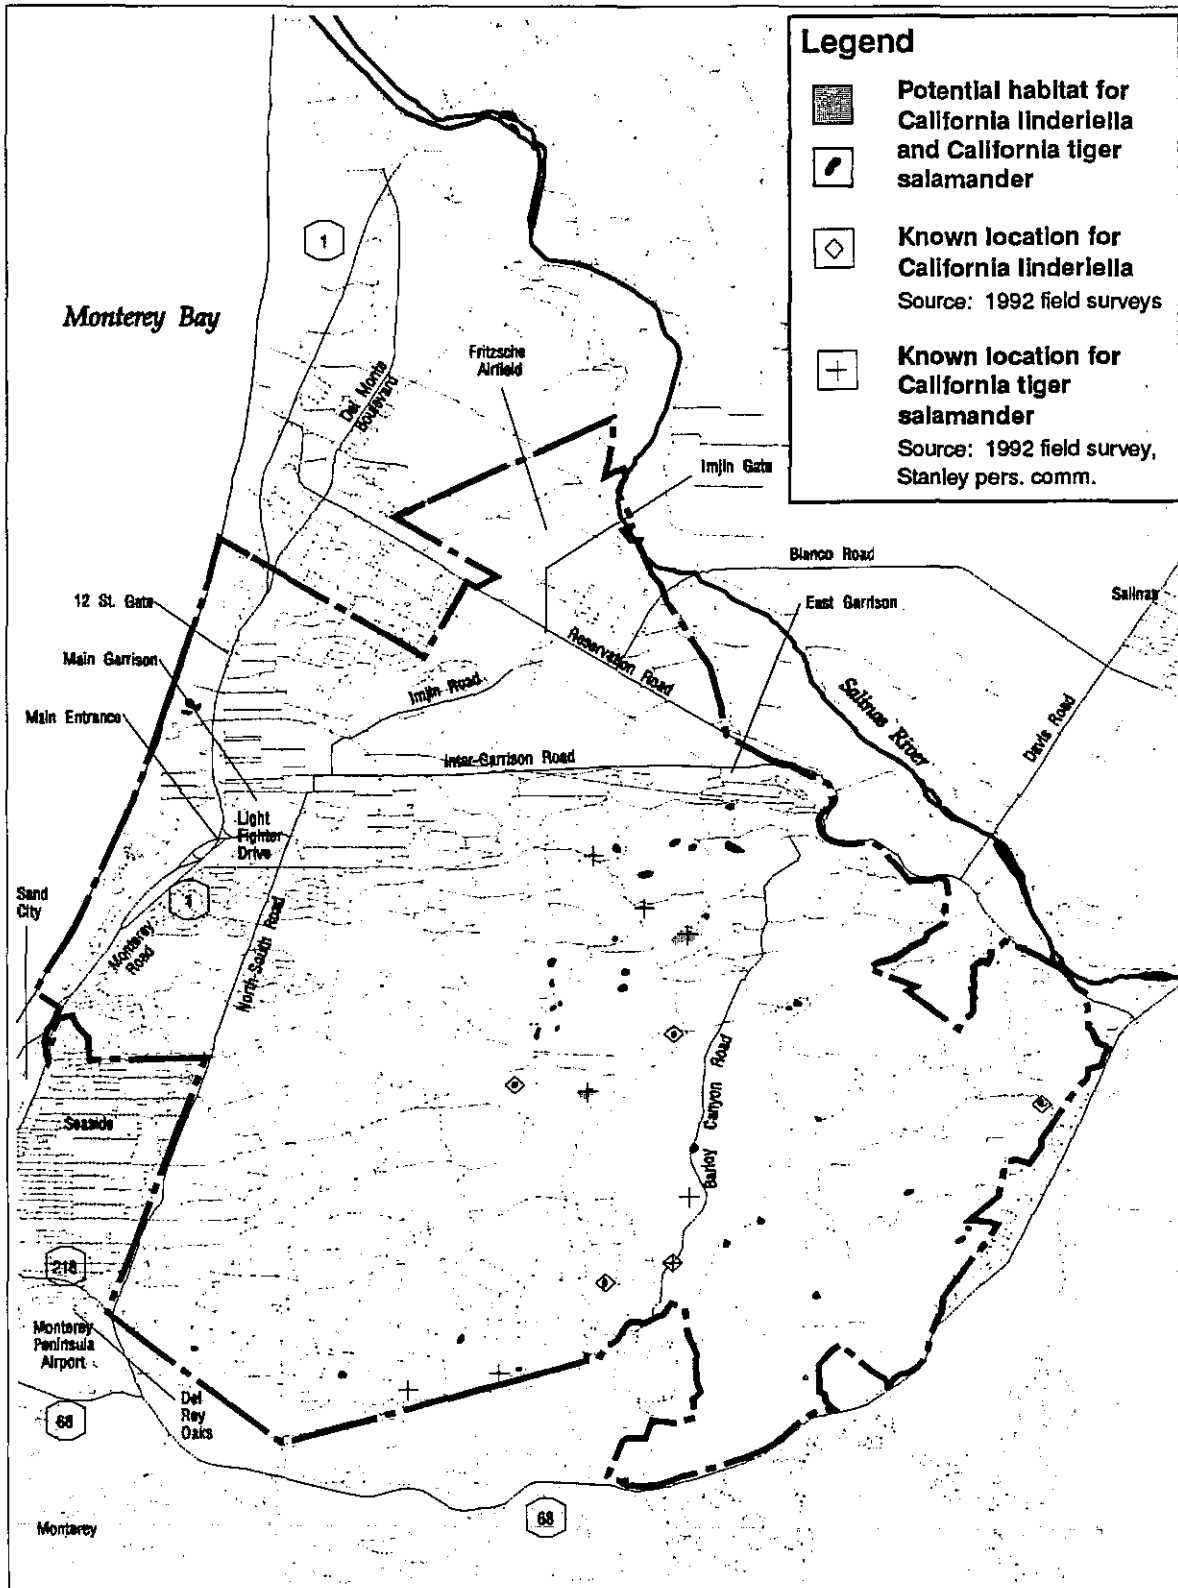 Legend
Potential habitat for
California linderiella
and California tiger
salamander
Known location for
California linderiella
Source: 1992 field surveys
Known location for
California tiger
salamander
Source: 1992 field survey,
Stanley pers. comm.
1
Monterey Bay
Fritzsche
Airfield
Del Monte
Boulevard
Imjin Gate
Blanco Road
12 St. Gate
East Garrison
Salinas
Main Garrison
Reservation Road
Imjin Road
Salinas River
Main Entrance
Davis Road
Inter-Garrison Road
Light
Fighter
Drive
Sand
City
1
Monterey
Road
North-South Road
Barloy Canyon Road
Seaside
218
Monterey
Peninsula
Airport
Del
Rey
Oaks
68
68
Monterey